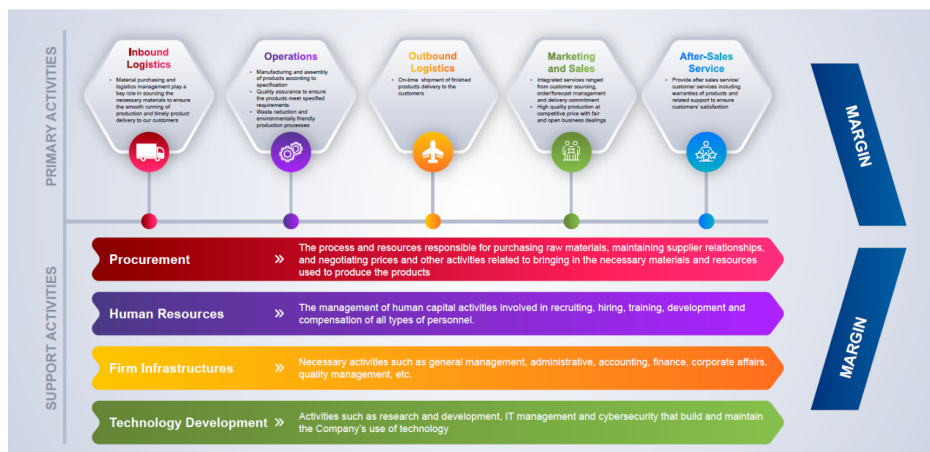 PRIMARY ACTIVITIES
Inbound
Logistics
• Material purchasing and
logistics management play a
key role in sourcing the
necessary materials to ensure
the smooth running of
production and timely product
delivery to our customers
Operations
• Manufacturing and assembly
of products according to
specification
• Quality assurance to ensure
the products meet specified
requirements
• Waste reduction and
environmentally friendly
production processes
Outbound
Logistics
• On-time shipment of finished
products delivery to the
customers
Marketing
and Sales
• Integrated services ranged
from customer sourcing,
order/forecast management
and delivery commitment
• High quality production at
competitive price with fair
and open business dealings
After-Sales
Service
• Provide after sales service/
customer services including
warranties of products and
related support to ensure
customers' satisfaction
MARGIN
SUPPORT ACTIVITIES
Procurement »
The process and resources responsible for purchasing raw materials, maintaining supplier relationships,
and negotiating prices and other activities related to bringing in the necessary materials and resources
used to produce the products
Human Resources »
The management of human capital activities involved in recruiting, hiring, training, development and
compensation of all types of personnel.
Firm Infrastructures »
Necessary activities such as general management, administrative, accounting, finance, corporate affairs,
quality management, etc.
Technology Development »
Activities such as research and development, IT management and cybersecurity that build and maintain
the Company's use of technology
MARGIN